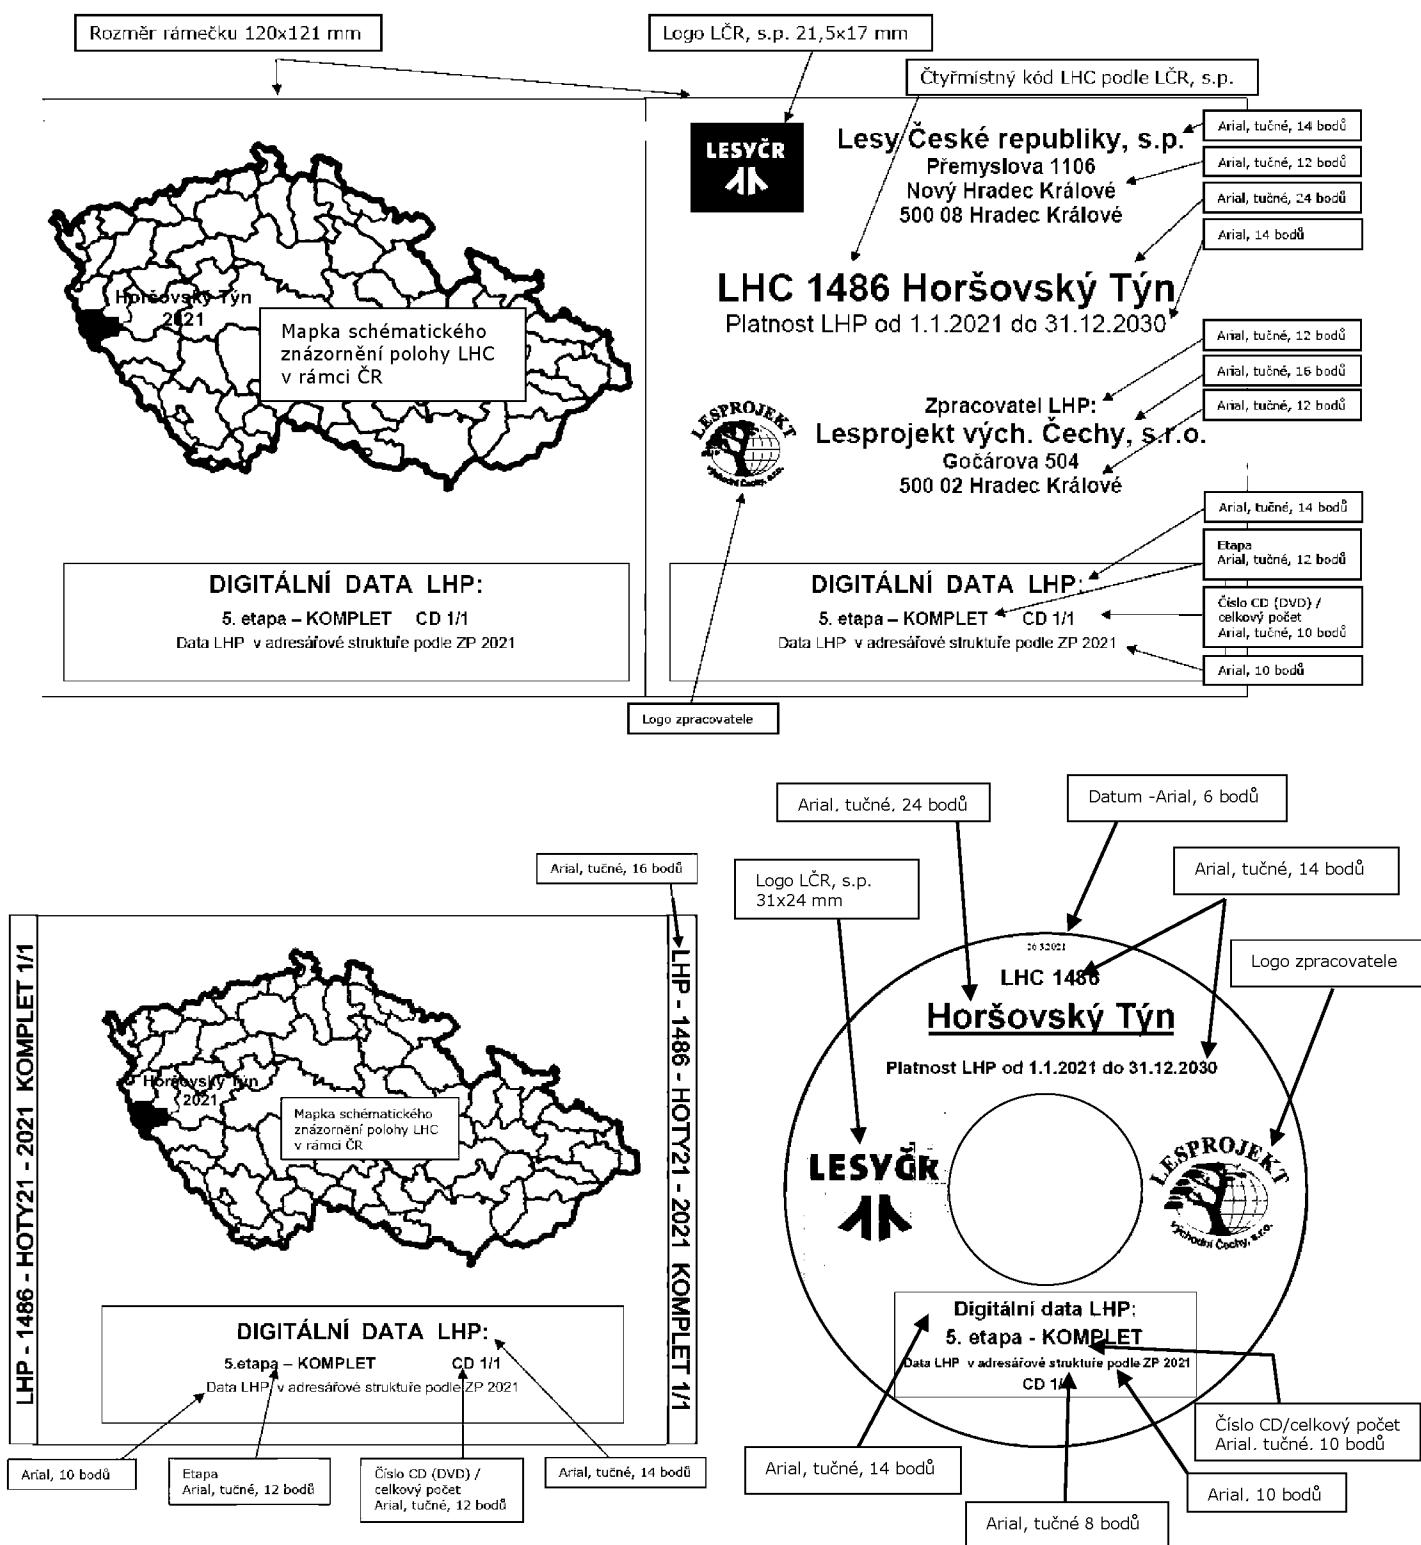 Rozměr rámečku 120x121 mm
Logo LČR, s.p. 21,5x17 mm
Čtyřmístný kód LHC podle LČR, s.p.
Horšovský Týn
2021
Mapka schématického
znázornění polohy LHC
v rámci ČR
DIGITÁLNÍ DATA LHP:
5. etapa – KOMPLET CD 1/1
Data LHP v adresářové struktuře podle ZP 2021
LESYČR
Lesy České republiky, s.p.
Přemyslova 1106
Nový Hradec Králové
500 08 Hradec Králové
LHC 1486 Horšovský Týn
Platnost LHP od 1.1.2021 do 31.12.2030
LESPROJEKT
východní Čechy, s.r.o.
Zpracovatel LHP:
Lesprojekt vých. Čechy, s.r.o.
Gočárova 504
500 02 Hradec Králové
DIGITÁLNÍ DATA LHP:
5. etapa – KOMPLET CD 1/1
Data LHP v adresářové struktuře podle ZP 2021
Arial, tučné, 14 bodů
Arial, tučné, 12 bodů
Arial, tučné, 24 bodů
Arial, 14 bodů
Arial, tučné, 12 bodů
Arial, tučné, 16 bodů
Arial, tučné, 12 bodů
Arial, tučné, 14 bodů
Etapa
Arial, tučné, 12 bodů
Číslo CD (DVD) /
celkový počet
Arial, tučné, 10 bodů
Arial, 10 bodů
Logo zpracovatele
Arial, tučné, 16 bodů
LHP - 1486 - HOTY21 - 2021 KOMPLET 1/1
Horšovský Týn
2021
Mapka schématického
znázornění polohy LHC
v rámci ČR
DIGITÁLNÍ DATA LHP:
5.etapa – KOMPLET CD 1/1
Data LHP v adresářové struktuře podle ZP 2021
LHP - 1486 - HOTY21 - 2021 KOMPLET 1/1
Arial, 10 bodů
Etapa
Arial, tučné, 12 bodů
Číslo CD (DVD) /
celkový počet
Arial, tučné, 12 bodů
Arial, tučné, 14 bodů
Arial, tučné, 24 bodů
Datum -Arial, 6 bodů
Logo LČR, s.p.
31x24 mm
Arial, tučné, 14 bodů
Logo zpracovatele
LHC 1486
Horšovský Týn
Platnost LHP od 1.1.2021 do 31.12.2030
LESYČR
LESPROJEKT
východní Čechy, s.r.o.
Digitální data LHP:
5. etapa - KOMPLET
Data LHP v adresářové struktuře podle ZP 2021
CD 1/
Arial, tučné, 14 bodů
Arial, tučné 8 bodů
Číslo CD/celkový počet
Arial, tučné, 10 bodů
Arial, 10 bodů